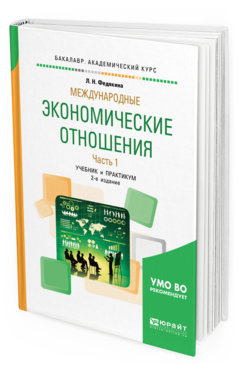 БАКАЛАВР. АКАДЕМИЧЕСКИЙ КУРС
Л. Н. Федякина
МЕЖДУНАРОДНЫЕ
ЭКОНОМИЧЕСКИЕ
ОТНОШЕНИЯ
Часть 1
УЧЕБНИК и ПРАКТИКУМ
2-е издание
УМО ВО
РЕКОМЕНДУЕТ
ЮРАЙТ